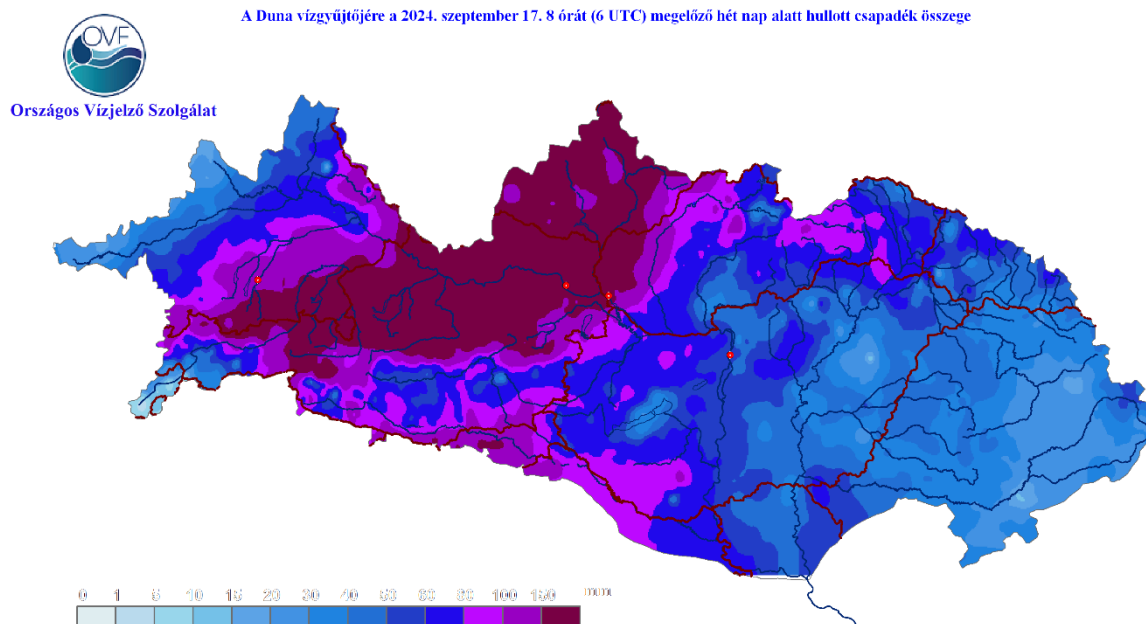 A Duna vízgyűjtőjére a 2024. szeptember 17. 8 órát (6 UTC) megelőző hét nap alatt hullott csapadék összege
OVF
Országos Vízjelző Szolgálat
0 1 5 10 15 20 30 40 50 60 80 100 150 mm